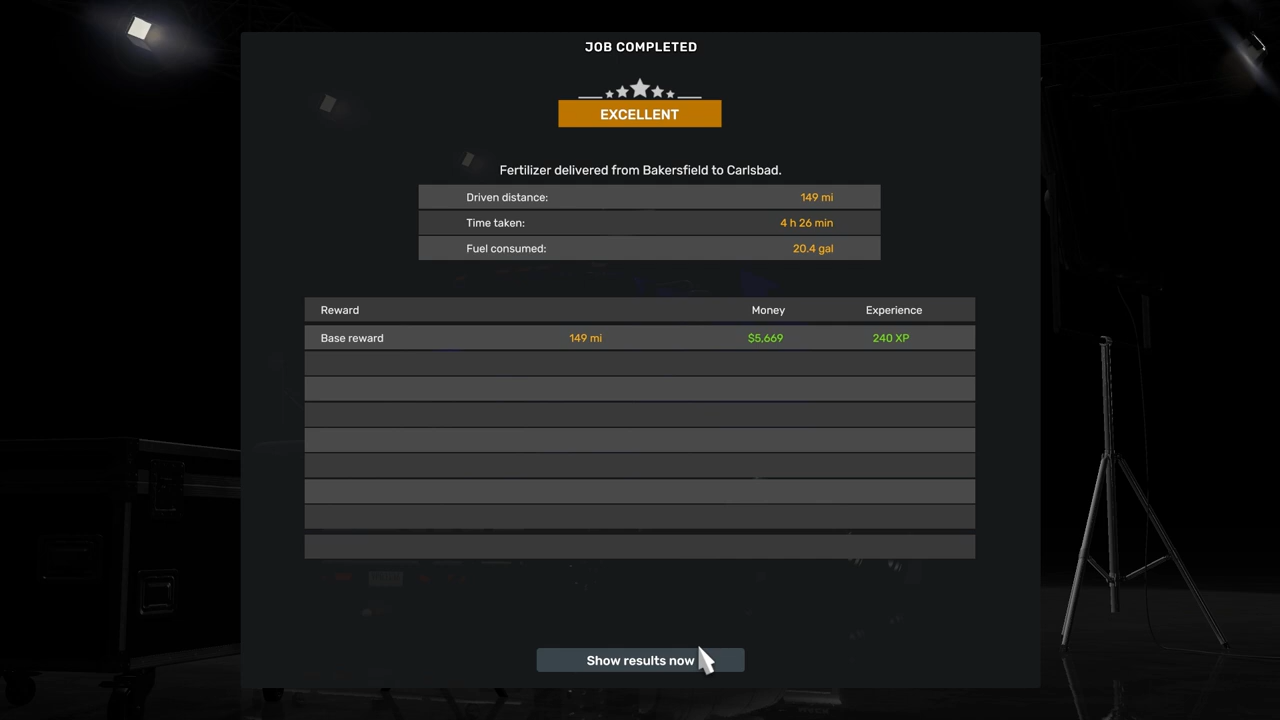 JOB COMPLETED
EXCELLENT
Fertilizer delivered from Bakersfield to Carlsbad.
Driven distance: 149 mi
Time taken: 4 h 26 min
Fuel consumed: 20.4 gal
Reward Money Experience
Base reward 149 mi $5,669 240 XP
Show results now